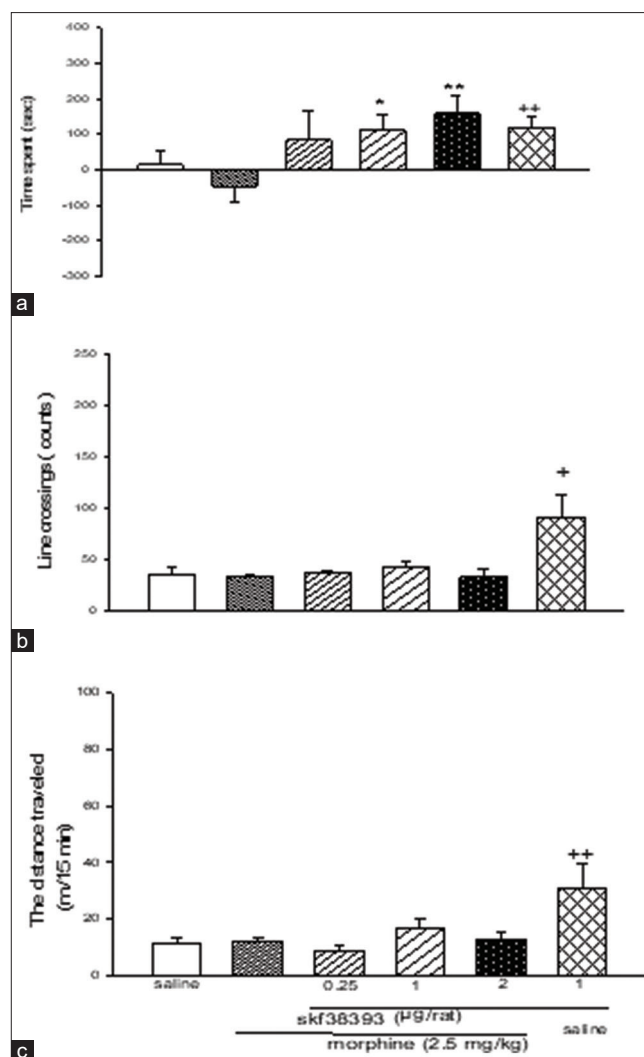 400
300
200
100
0
-100
-200
-300
Time spent (sec)
*
**
++
a
250
200
150
100
50
0
Line crossings ( counts )
+
b
100
80
60
40
20
0
The distance traveled
(m/15 min)
++
saline
0.25 1 2 1
skf38393 (µg/rat)
saline
morphine (2.5 mg/kg)
c